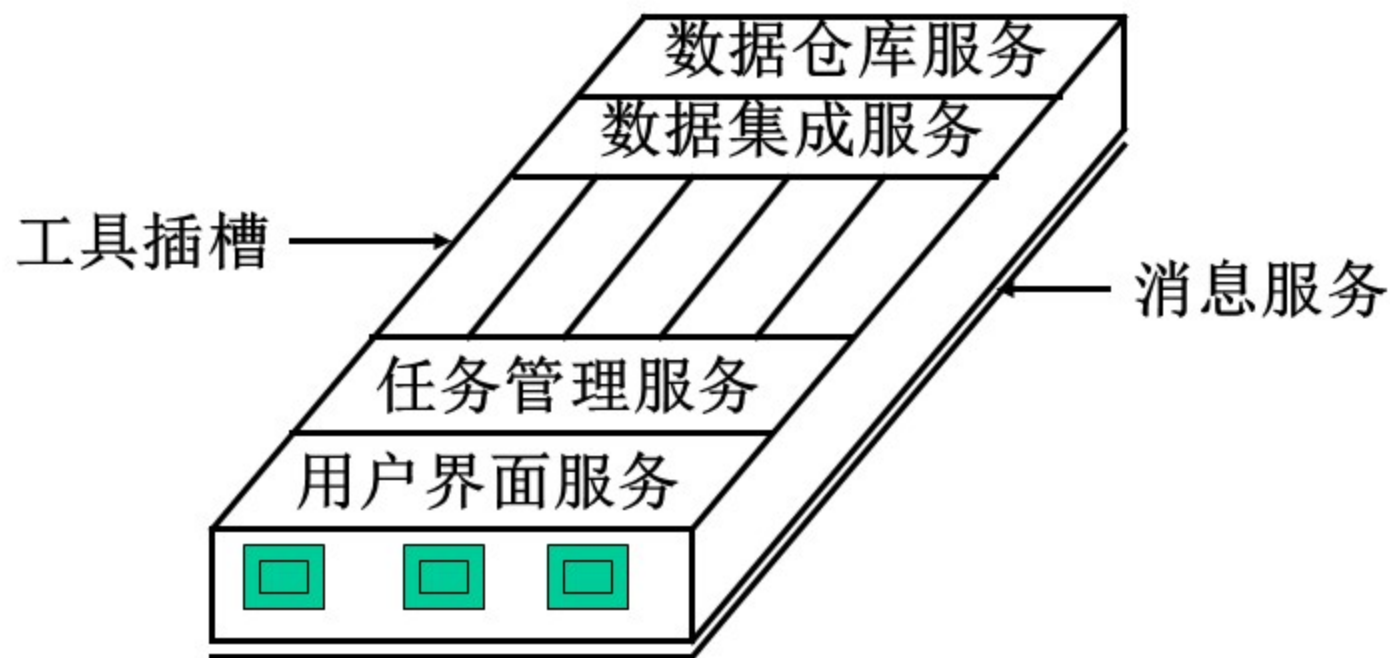 数据仓库服务
数据集成服务
工具插槽
消息服务
任务管理服务
用户界面服务